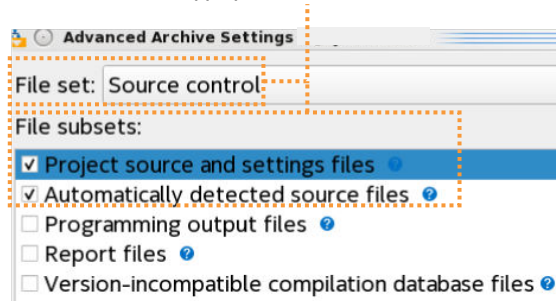 Advanced Archive Settings
File set: Source control
File subsets:
Project source and settings files
Automatically detected source files
Programming output files
Report files
Version-incompatible compilation database files